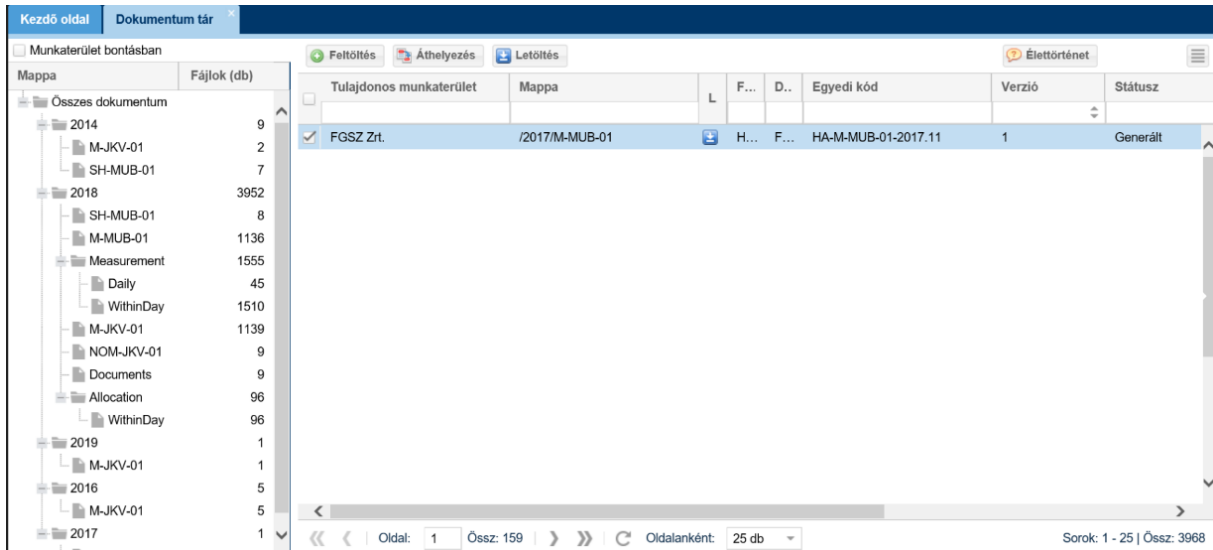 Kezdő oldal Dokumentum tár ×
Munkaterület bontásban
Mappa Fájlok (db)
Összes dokumentum
2014 9
M-JKV-01 2
SH-MUB-01 7
2018 3952
SH-MUB-01 8
M-MUB-01 1136
Measurement 1555
Daily 45
WithinDay 1510
M-JKV-01 1139
NOM-JKV-01 9
Documents 9
Allocation 96
WithinDay 96
2019 1
M-JKV-01 1
2016 5
M-JKV-01 5
2017 1
Feltöltés Áthelyezés Letöltés Élettörténet
Tulajdonos munkaterület Mappa L F... D.. Egyedi kód Verzió Státusz
FGSZ Zrt. /2017/M-MUB-01 H... F... HA-M-MUB-01-2017.11 1 Generált
Oldal: 1 Össz: 159 Oldalanként: 25 db Sorok: 1 - 25 | Össz: 3968